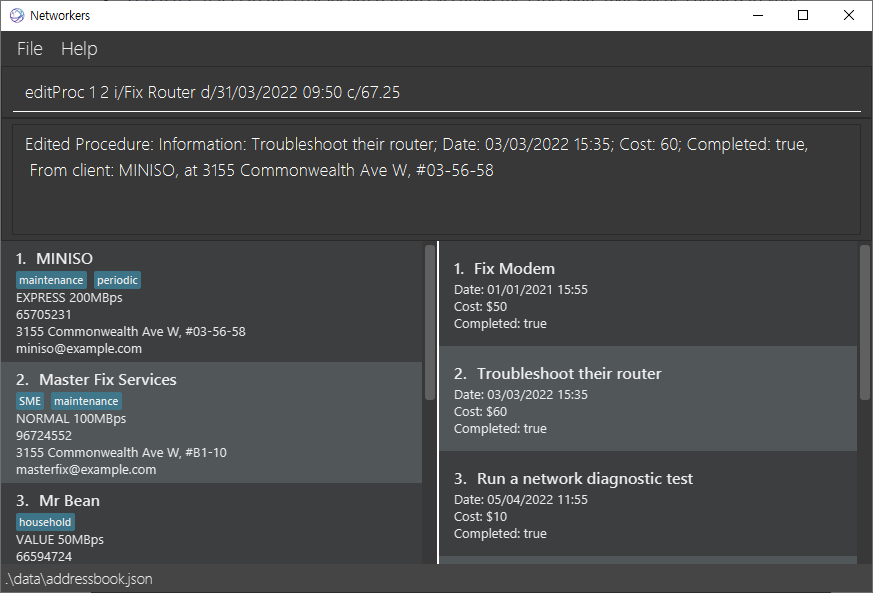 Networkers
File Help
editProc 1 2 i/Fix Router d/31/03/2022 09:50 c/67.25
Edited Procedure: Information: Troubleshoot their router; Date: 03/03/2022 15:35; Cost: 60; Completed: true,
From client: MINISO, at 3155 Commonwealth Ave W, #03-56-58
1. MINISO
maintenance periodic
EXPRESS 200MBps
65705231
3155 Commonwealth Ave W, #03-56-58
miniso@example.com
2. Master Fix Services
SME maintenance
NORMAL 100MBps
96724552
3155 Commonwealth Ave W, #B1-10
masterfix@example.com
3. Mr Bean
household
VALUE 50MBps
66594724
1. Fix Modem
Date: 01/01/2021 15:55
Cost: $50
Completed: true
2. Troubleshoot their router
Date: 03/03/2022 15:35
Cost: $60
Completed: true
3. Run a network diagnostic test
Date: 05/04/2022 11:55
Cost: $10
Completed: true
.\data\addressbook.json